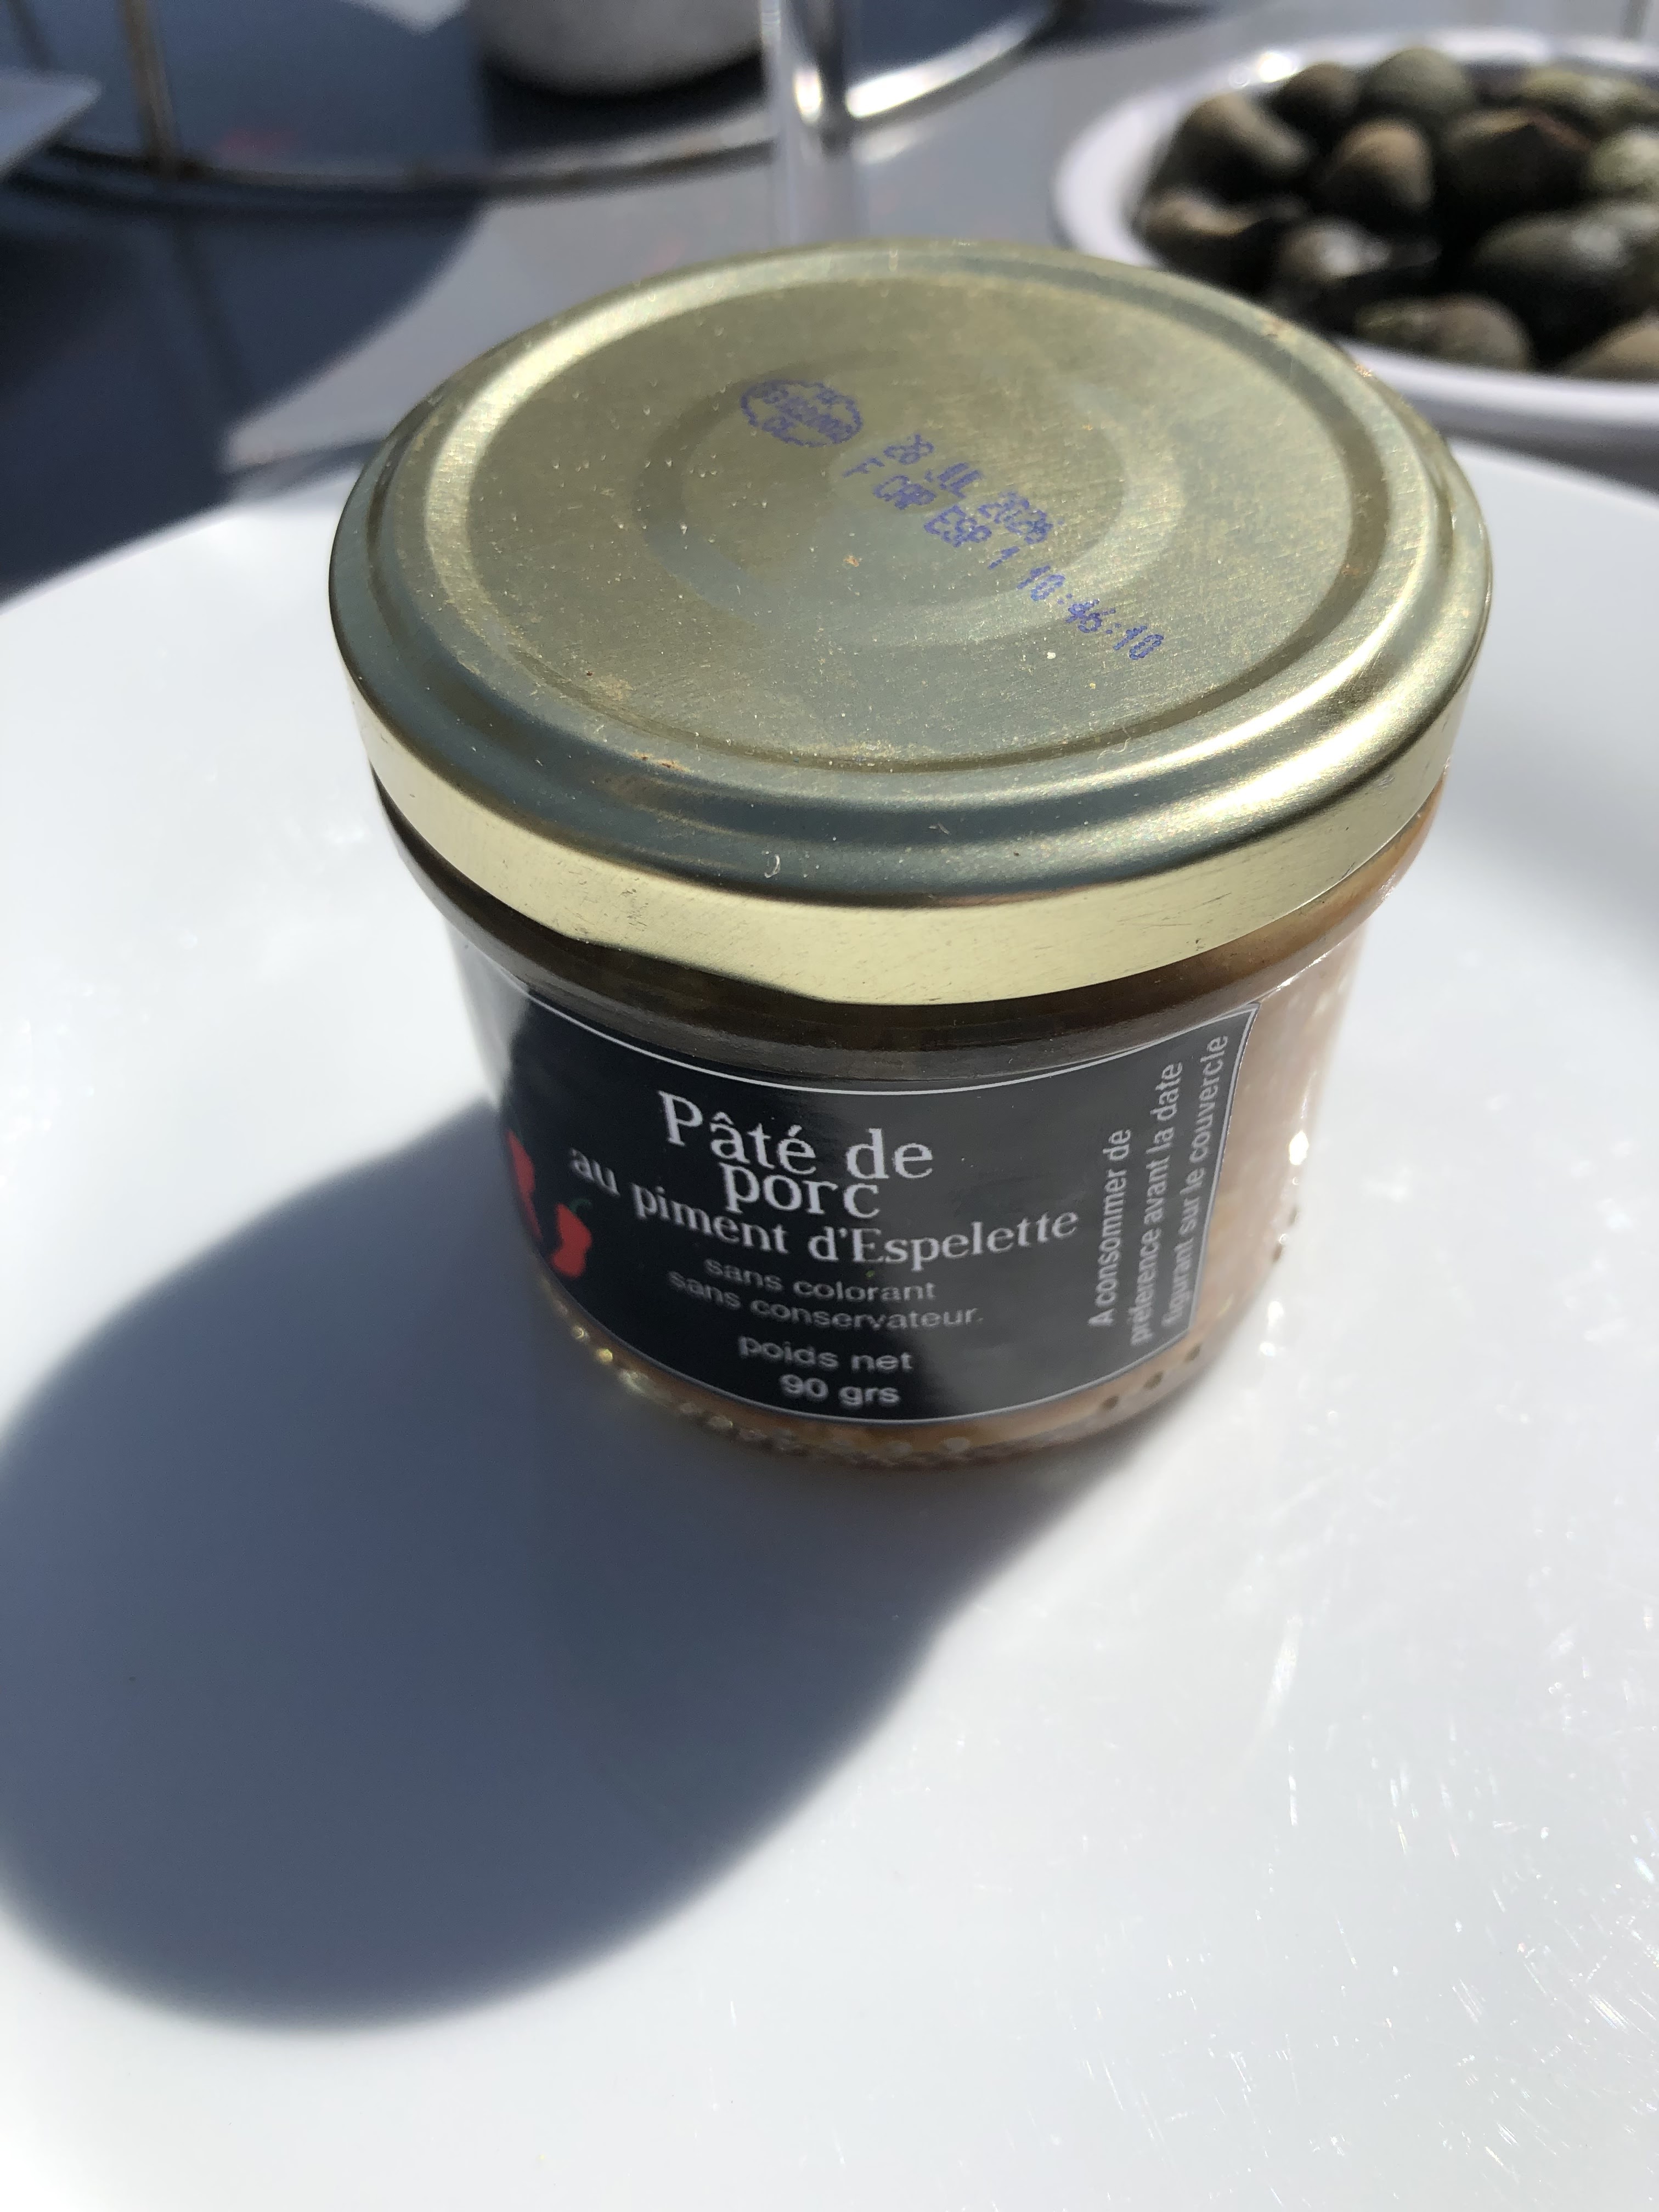 28 JUL 2026
F CAP ESP 1 10:46:10
Pâté de
porc
au piment d'Espelette
sans colorant
sans conservateur.
poids net
90 grs
A consommer de
préférence avant la date
figurant sur le couvercle